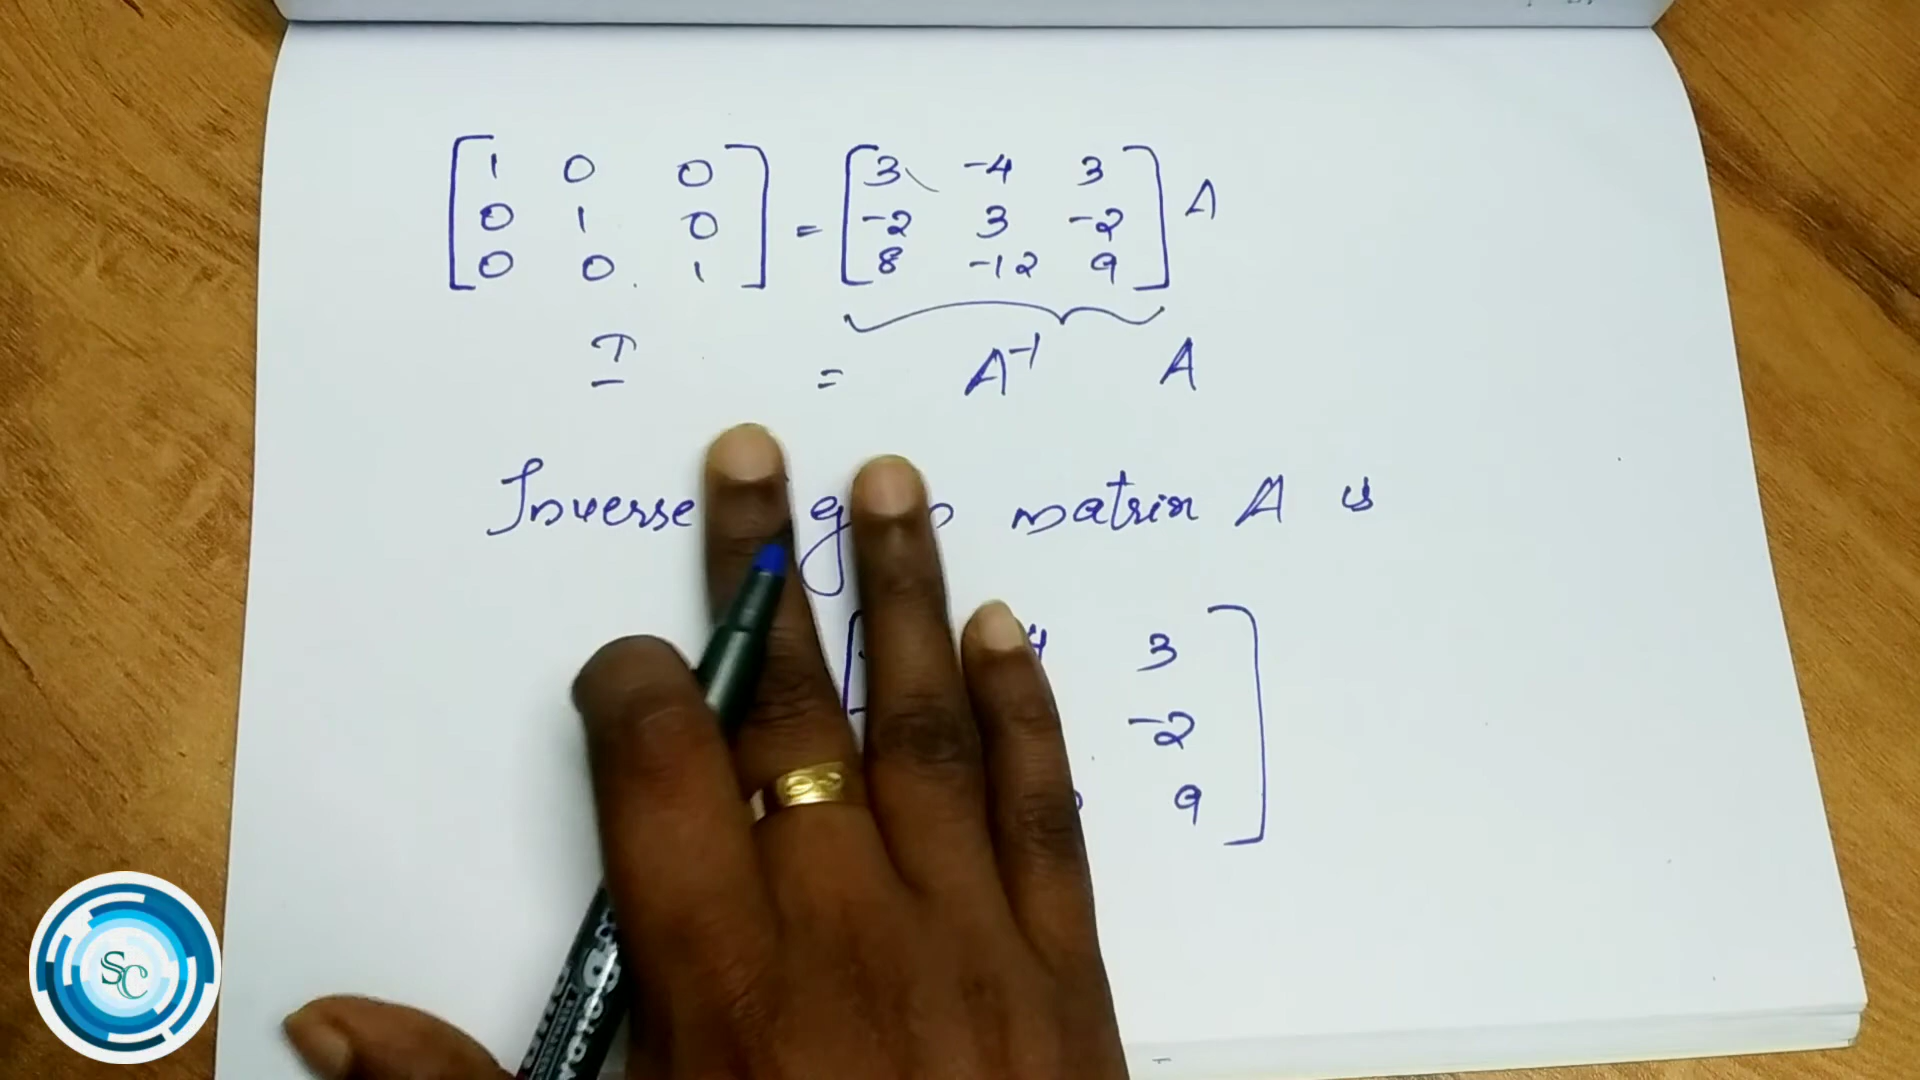 [1 0 0] = [3 -4 3] A
[0 1 0] [-2 3 -2]
[0 0 1] [8 -12 9]
I = A⁻¹ A
Inverse matrix A is
3
-2
9
SC